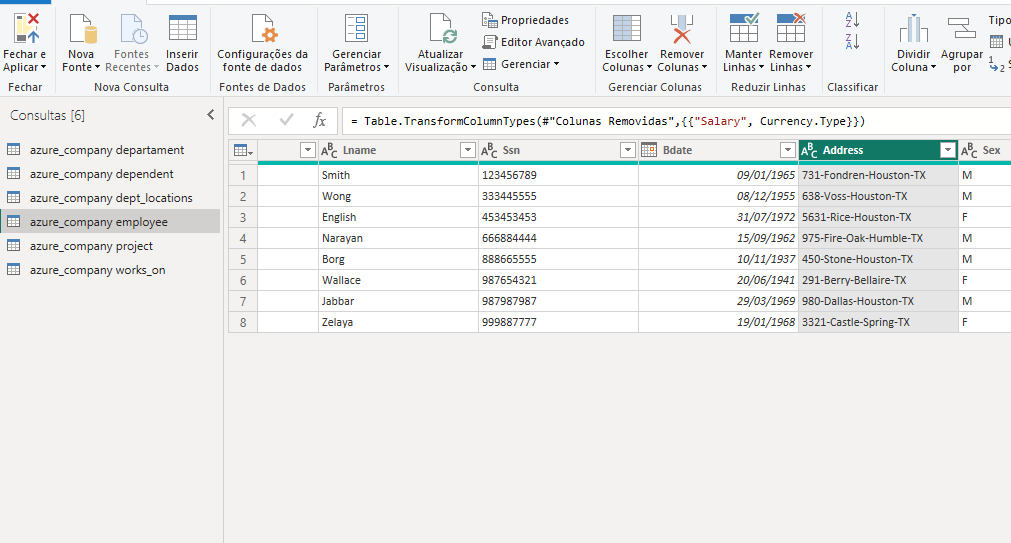 Fechar e Aplicar
Nova Fonte
Fontes Recentes
Inserir Dados
Configurações da fonte de dados
Gerenciar Parâmetros
Atualizar Visualização
Propriedades
Editor Avançado
Gerenciar
Escolher Colunas
Remover Colunas
Manter Linhas
Remover Linhas
Dividir Coluna
Agrupar por
Tipo
Fechar
Nova Consulta
Fontes de Dados
Parâmetros
Consulta
Gerenciar Colunas
Reduzir Linhas
Classificar
Consultas [6]
azure_company departament
azure_company dependent
azure_company dept_locations
azure_company employee
azure_company project
azure_company works_on
fx = Table.TransformColumnTypes(#"Colunas Removidas",{{"Salary", Currency.Type}})
Lname Ssn Bdate Address Sex
1 Smith 123456789 09/01/1965 731-Fondren-Houston-TX M
2 Wong 333445555 08/12/1955 638-Voss-Houston-TX M
3 English 453453453 31/07/1972 5631-Rice-Houston-TX F
4 Narayan 666884444 15/09/1962 975-Fire-Oak-Humble-TX M
5 Borg 888665555 10/11/1937 450-Stone-Houston-TX M
6 Wallace 987654321 20/06/1941 291-Berry-Bellaire-TX F
7 Jabbar 987987987 29/03/1969 980-Dallas-Houston-TX M
8 Zelaya 999887777 19/01/1968 3321-Castle-Spring-TX F